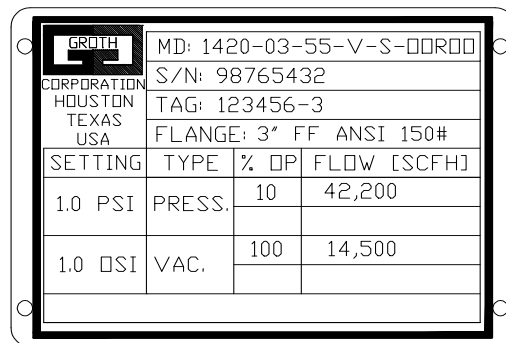 GROTH
CORPORATION
HOUSTON
TEXAS
USA
MD: 1420-03-55-V-S-00R00
S/N: 98765432
TAG: 123456-3
FLANGE: 3″ FF ANSI 150#
SETTING TYPE % OP FLOW [SCFH]
1.0 PSI PRESS. 10 42,200
1.0 OSI VAC. 100 14,500